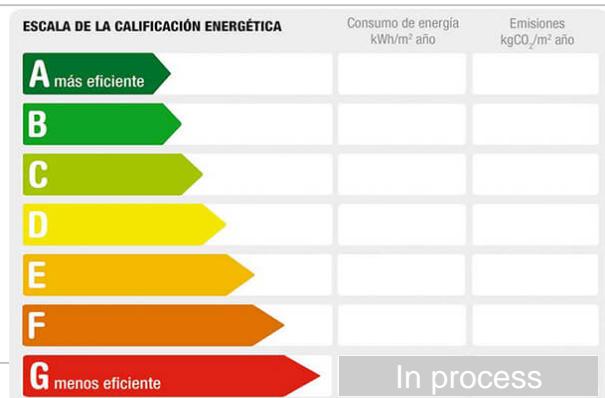 ESCALA DE LA CALIFICACIÓN ENERGÉTICA
Consumo de energía
kWh/m² año
Emisiones
kgCO₂/m² año
A más eficiente
B
C
D
E
F
G menos eficiente
In process